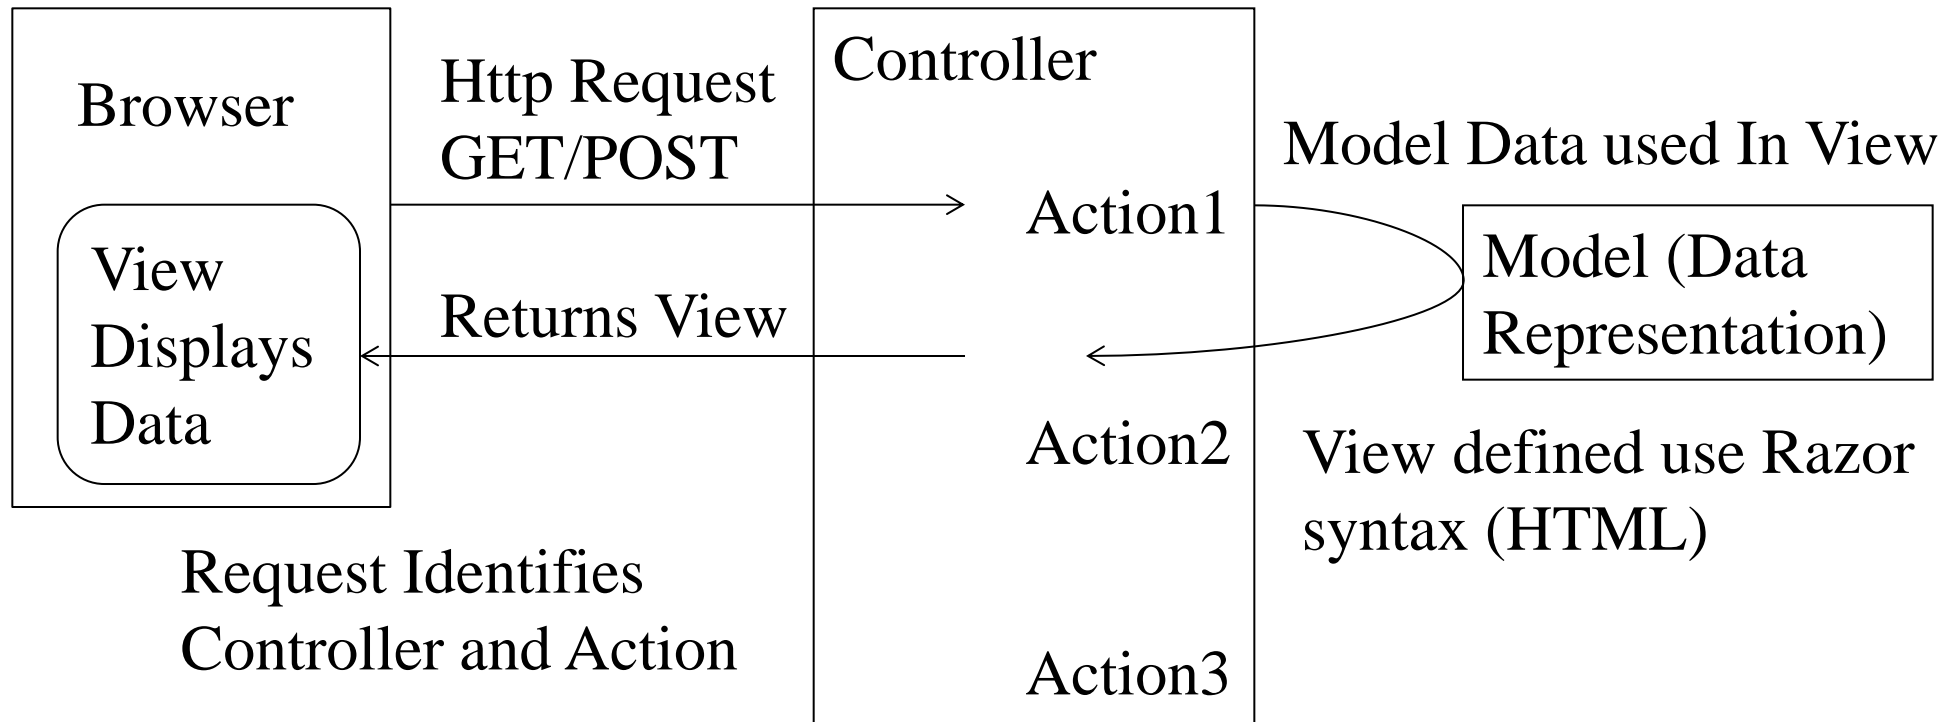 Browser
View
Displays
Data
Http Request
GET/POST
Returns View
Request Identifies
Controller and Action
Controller
Action1
Action2
Action3
Model Data used In View
Model (Data
Representation)
View defined use Razor
syntax (HTML)